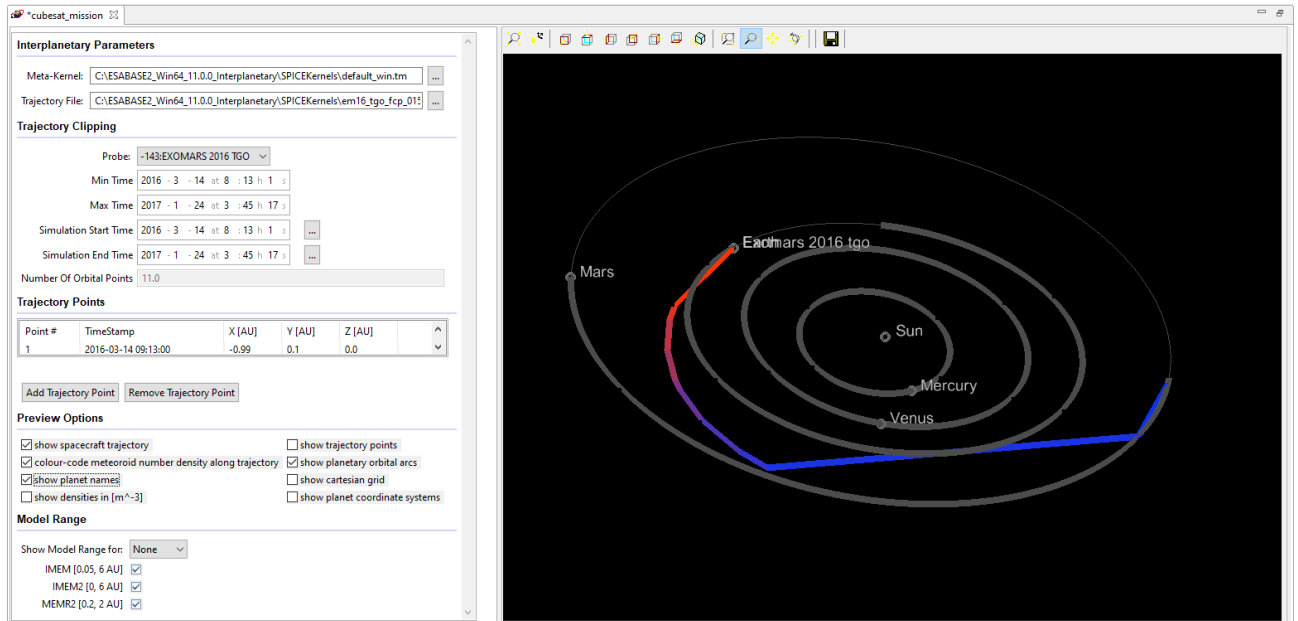 *cubesat_mission
Interplanetary Parameters
Meta-Kernel: C:\ESABASE2_Win64_11.0.0_Interplanetary\SPICEKernels\default_win.tm ...
Trajectory File: C:\ESABASE2_Win64_11.0.0_Interplanetary\SPICEKernels\em16_tgo_fcp_015 ...
Trajectory Clipping
Probe: -143:EXOMARS 2016 TGO
Min Time 2016 - 3 - 14 at 8 : 13 h 1 s
Max Time 2017 - 1 - 24 at 3 : 45 h 17 s
Simulation Start Time 2016 - 3 - 14 at 8 : 13 h 1 s ...
Simulation End Time 2017 - 1 - 24 at 3 : 45 h 17 s ...
Number Of Orbital Points 11.0
Trajectory Points
Point # TimeStamp X [AU] Y [AU] Z [AU]
1 2016-03-14 09:13:00 -0.99 0.1 0.0
Add Trajectory Point Remove Trajectory Point
Preview Options
show spacecraft trajectory show trajectory points
colour-code meteoroid number density along trajectory show planetary orbital arcs
show planet names show cartesian grid
show densities in [m^-3] show planet coordinate systems
Model Range
Show Model Range for: None
IMEM [0.05, 6 AU]
IMEM2 [0, 6 AU]
MEMR2 [0.2, 2 AU]
Exomars 2016 tgo
Mars
Sun
Mercury
Venus